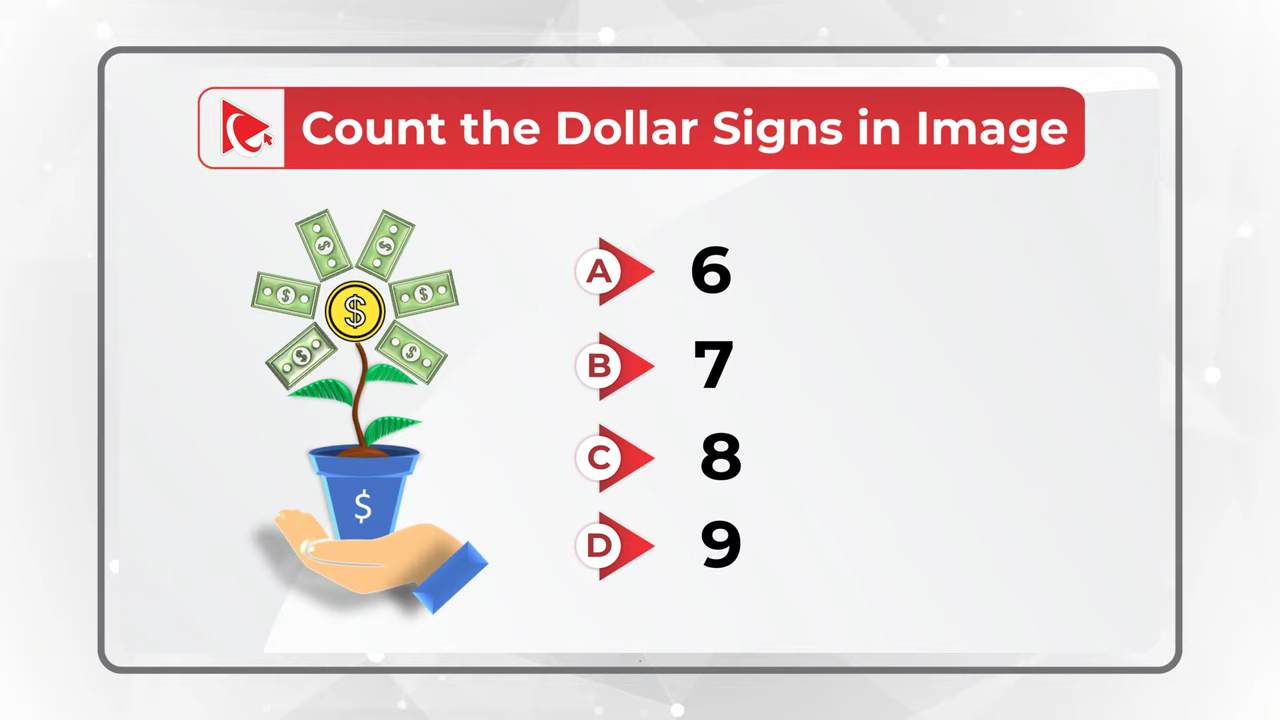 Count the Dollar Signs in Image
$ $
$ $ $
$ $
A 6
B 7
C 8
D 9
$